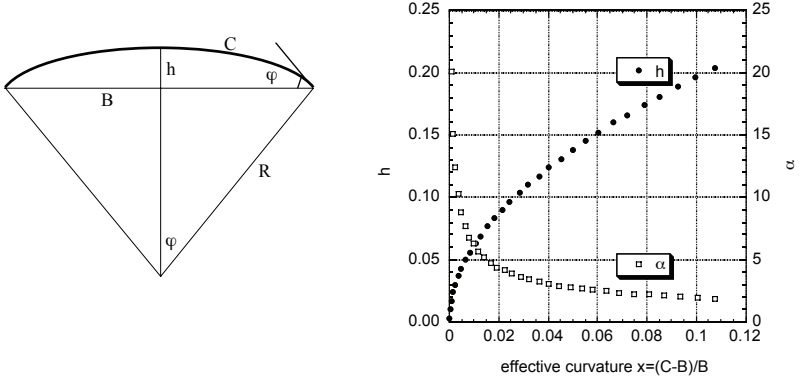 C
h
φ
B
R
φ
0.25
0.20
0.15
0.10
0.05
0.00
h
h
α
25
20
15
10
5
0
α
0
0.02
0.04
0.06
0.08
0.1
0.12
effective curvature x=(C-B)/B